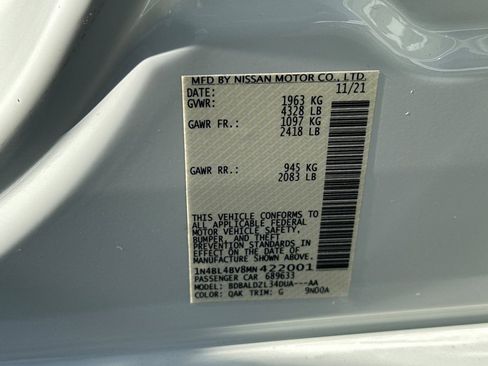 MFD BY NISSAN MOTOR CO., LTD.
DATE: 11/21
GVWR: 1963 KG
4328 LB
GAWR FR.: 1097 KG
2418 LB
GAWR RR.: 945 KG
2083 LB
THIS VEHICLE CONFORMS TO
ALL APPLICABLE FEDERAL
MOTOR VEHICLE SAFETY,
BUMPER, AND THEFT
PREVENTION STANDARDS IN
EFFECT ON THE DATE OF
MANUFACTURE SHOWN ABOVE.
1N4BL4BV8MN422001
PASSENGER CAR 689633
MODEL: BDBALDZL34DUA---AA
COLOR: QAK TRIM: G 9N00A